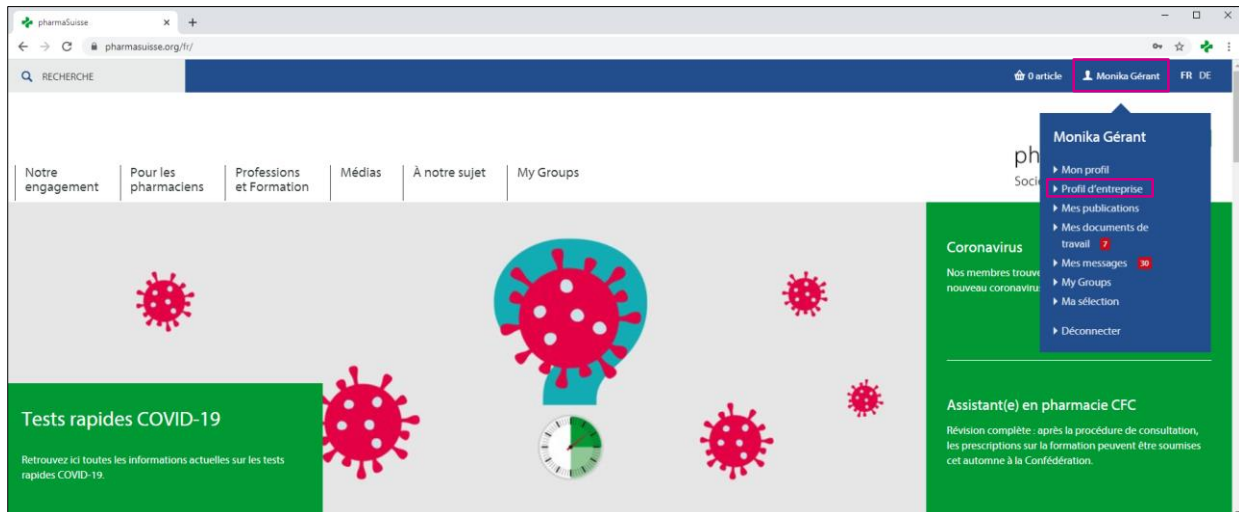 pharmaSuisse
pharmasuisse.org/fr/
RECHERCHE
0 article
Monika Gérant
FR DE
Monika Gérant
Mon profil
Profil d'entreprise
Mes publications
Mes documents de
travail 7
Mes messages 30
My Groups
Ma sélection
Déconnecter
ph
Socie
Notre
engagement
Pour les
pharmaciens
Professions
et Formation
Médias
À notre sujet
My Groups
Tests rapides COVID-19
Retrouvez ici toutes les informations actuelles sur les tests
rapides COVID-19.
Coronavirus
Nos membres trouve
nouveau coronavirus
Assistant(e) en pharmacie CFC
Révision complète : après la procédure de consultation,
les prescriptions sur la formation peuvent être soumises
cet automne à la Confédération.